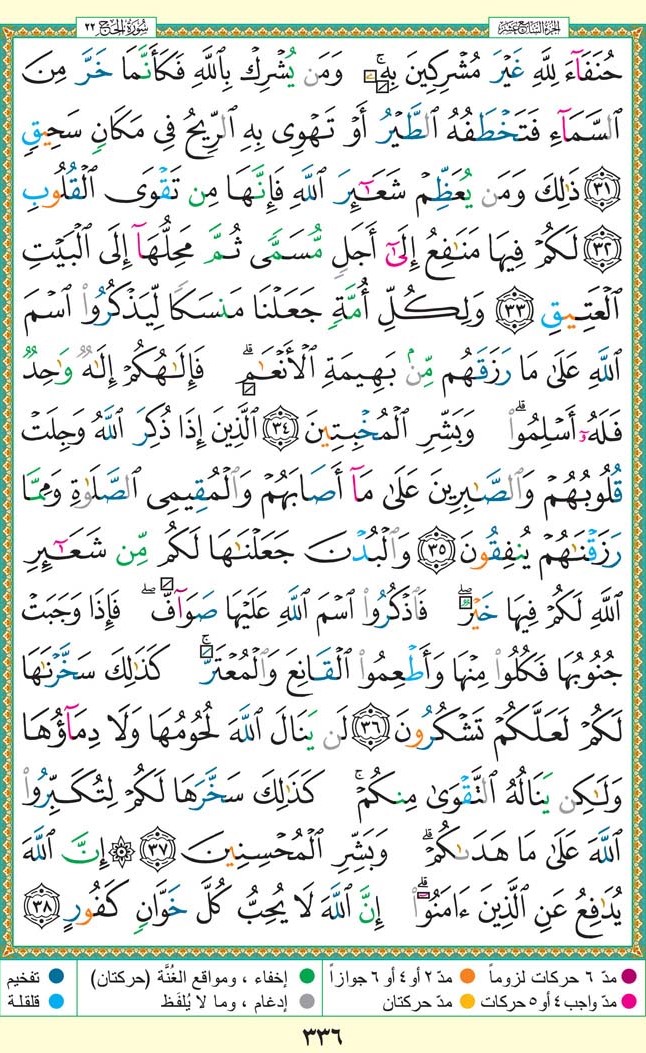 الجزء السابع عشر
سورة الحج ٢٢
حُنَفَآءَ لِلَّهِ غَيْرَ مُشْرِكِينَ بِهِۦۚ وَمَن يُشْرِكْ بِٱللَّهِ فَكَأَنَّمَا خَرَّ مِنَ
ٱلسَّمَآءِ فَتَخْطَفُهُ ٱلطَّيْرُ أَوْ تَهْوِى بِهِ ٱلرِّيحُ فِى مَكَانٍ سَحِيقٍ
٣١ ذَٰلِكَ وَمَن يُعَظِّمْ شَعَٰٓئِرَ ٱللَّهِ فَإِنَّهَا مِن تَقْوَى ٱلْقُلُوبِ
٣٢ لَكُمْ فِيهَا مَنَٰفِعُ إِلَىٰٓ أَجَلٍ مُّسَمًّى ثُمَّ مَحِلُّهَآ إِلَى ٱلْبَيْتِ
ٱلْعَتِيقِ ٣٣ وَلِكُلِّ أُمَّةٍ جَعَلْنَا مَنسَكًا لِّيَذْكُرُوا۟ ٱسْمَ
ٱللَّهِ عَلَىٰ مَا رَزَقَهُم مِّنۢ بَهِيمَةِ ٱلْأَنْعَٰمِۗ فَإِلَٰهُكُمْ إِلَٰهٌ وَٰحِدٌ
فَلَهُۥٓ أَسْلِمُوا۟ۗ وَبَشِّرِ ٱلْمُخْبِتِينَ ٣٤ ٱلَّذِينَ إِذَا ذُكِرَ ٱللَّهُ وَجِلَتْ
قُلُوبُهُمْ وَٱلصَّٰبِرِينَ عَلَىٰ مَآ أَصَابَهُمْ وَٱلْمُقِيمِى ٱلصَّلَوٰةِ وَمِمَّا
رَزَقْنَٰهُمْ يُنفِقُونَ ٣٥ وَٱلْبُدْنَ جَعَلْنَٰهَا لَكُم مِّن شَعَٰٓئِرِ
ٱللَّهِ لَكُمْ فِيهَا خَيْرٌۖ فَٱذْكُرُوا۟ ٱسْمَ ٱللَّهِ عَلَيْهَا صَوَآفَّۖ فَإِذَا وَجَبَتْ
جُنُوبُهَا فَكُلُوا۟ مِنْهَا وَأَطْعِمُوا۟ ٱلْقَانِعَ وَٱلْمُعْتَرَّۚ كَذَٰلِكَ سَخَّرْنَٰهَا
لَكُمْ لَعَلَّكُمْ تَشْكُرُونَ ٣٦ لَن يَنَالَ ٱللَّهَ لُحُومُهَا وَلَا دِمَآؤُهَا
وَلَٰكِن يَنَالُهُ ٱلتَّقْوَىٰ مِنكُمْۚ كَذَٰلِكَ سَخَّرَهَا لَكُمْ لِتُكَبِّرُوا۟
ٱللَّهَ عَلَىٰ مَا هَدَىٰكُمْۗ وَبَشِّرِ ٱلْمُحْسِنِينَ ٣٧ ۞ إِنَّ ٱللَّهَ
يُدَٰفِعُ عَنِ ٱلَّذِينَ ءَامَنُوٓا۟ۗ إِنَّ ٱللَّهَ لَا يُحِبُّ كُلَّ خَوَّانٍ كَفُورٍ ٣٨
مدّ ٦ حركات لزوماً مدّ ٢ أو ٤ أو ٦ جوازاً إخفاء ، ومواقع الغُنَّة (حركتان) تفخيم
مدّ واجب ٤ أو ٥ حركات مدّ حركتان إدغام ، وما لا يُلفَظ قلقلة
٣٣٦